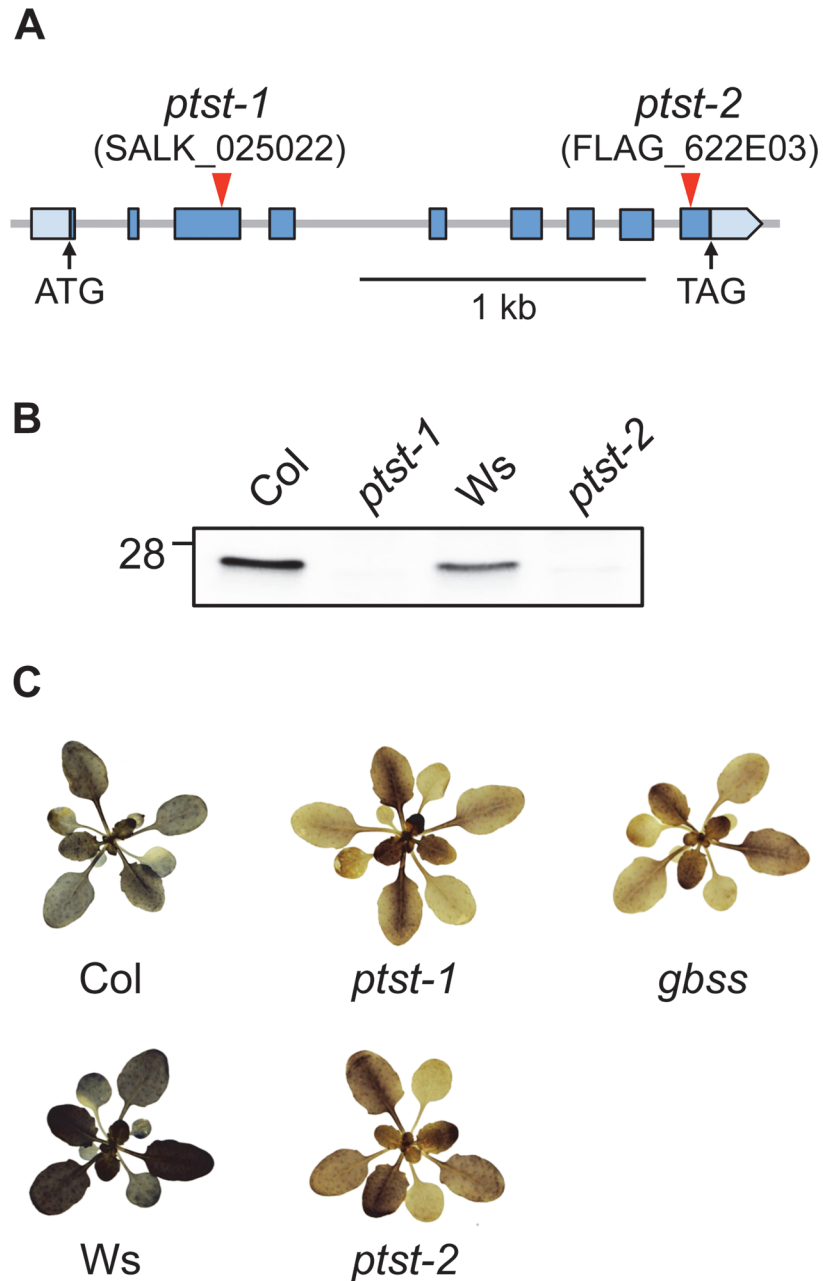 A
ptst-1 ptst-2
(SALK_025022) (FLAG_622E03)
ATG TAG
1 kb
B
Col ptst-1 Ws ptst-2
28
C
Col ptst-1 gbss
Ws ptst-2